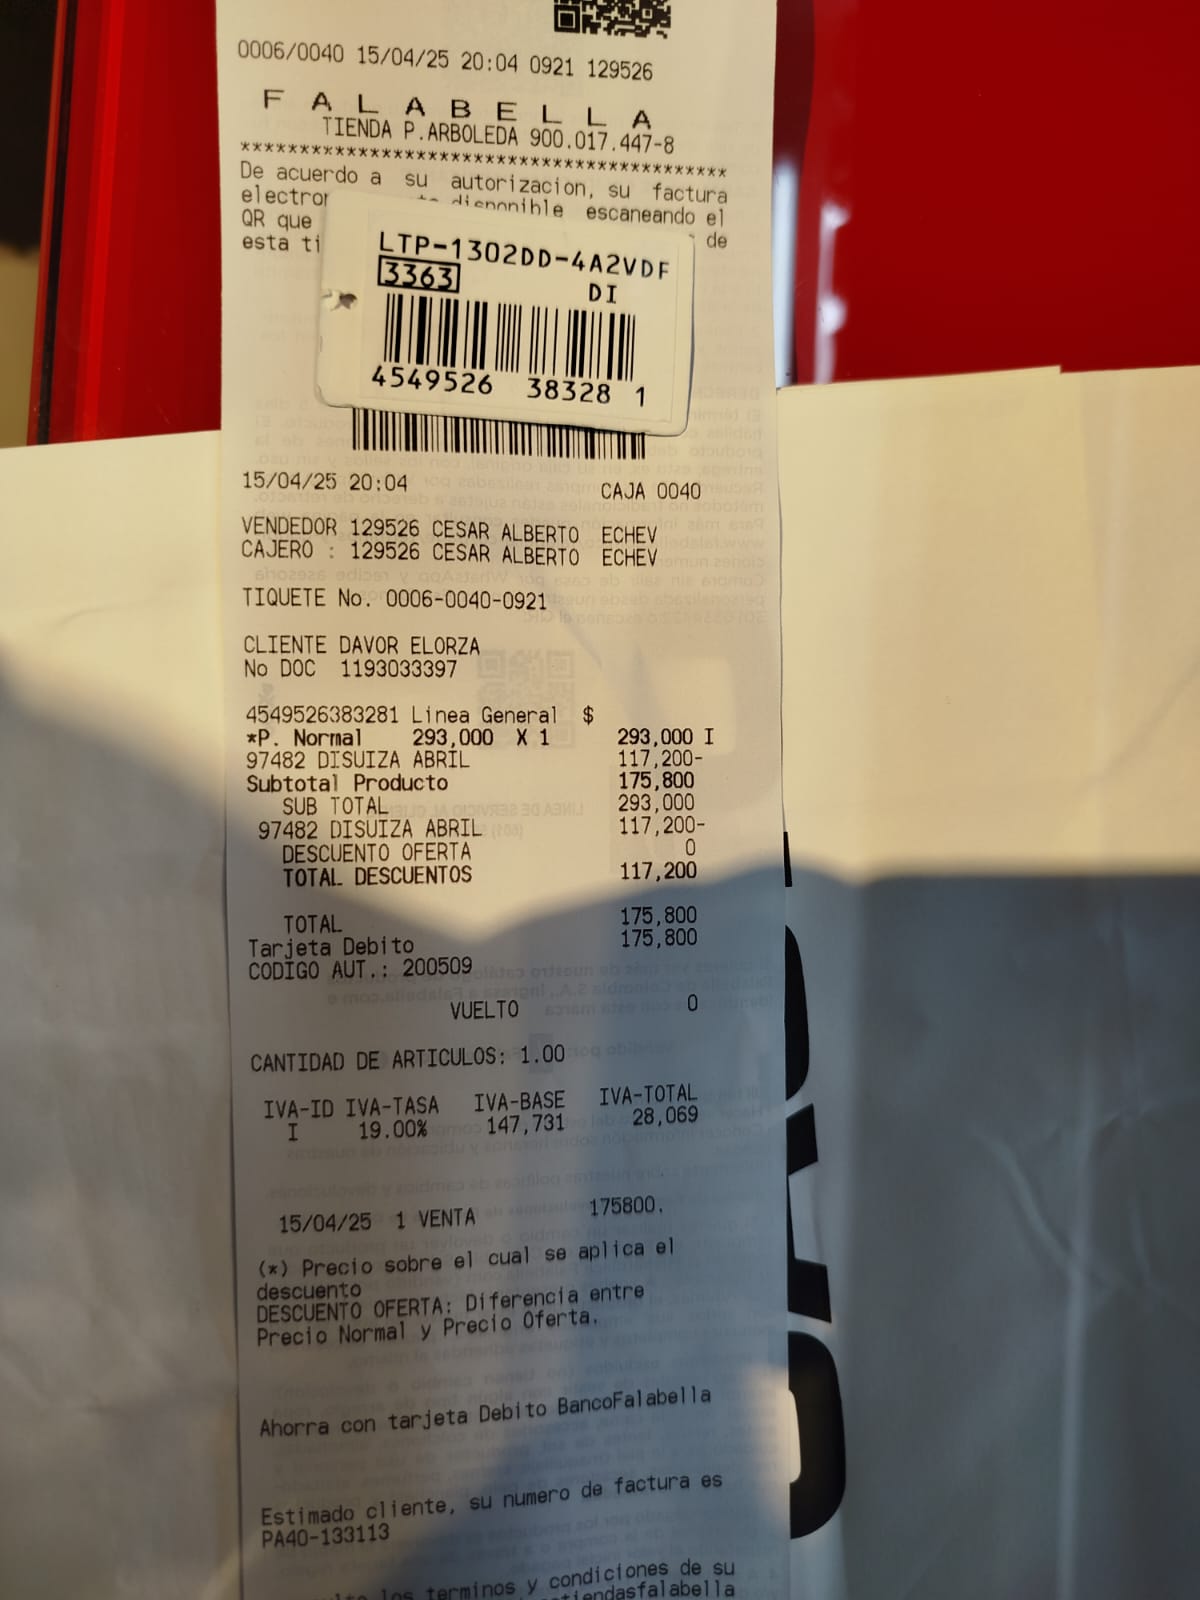 0006/0040 15/04/25 20:04 0921 129526
F A L A B E L L A
TIENDA P.ARBOLEDA 900.017.447-8
*****************************************
De acuerdo a su autorizacion, su factura
disponible escaneando el
QR que de
esta
LTP-1302DD-4A2VDF
3363 DI
4549526 38328 1
15/04/25 20:04 CAJA 0040
VENDEDOR 129526 CESAR ALBERTO ECHEV
CAJERO : 129526 CESAR ALBERTO ECHEV
TIQUETE No. 0006-0040-0921
CLIENTE DAVOR ELORZA
No DOC 1193033397
4549526383281 Linea General $
*P. Normal 293,000 X 1 293,000 I
97482 DISUIZA ABRIL 117,200-
Subtotal Producto 175,800
SUB TOTAL 293,000
97482 DISUIZA ABRIL 117,200-
DESCUENTO OFERTA 0
TOTAL DESCUENTOS 117,200
TOTAL 175,800
Tarjeta Debito 175,800
CODIGO AUT.: 200509
VUELTO 0
CANTIDAD DE ARTICULOS: 1.00
IVA-ID IVA-TASA IVA-BASE IVA-TOTAL
I 19.00% 147,731 28,069
15/04/25 1 VENTA 175800.
(*) Precio sobre el cual se aplica el
descuento
DESCUENTO OFERTA: Diferencia entre
Precio Normal y Precio Oferta.
Ahorra con tarjeta Debito BancoFalabella
Estimado cliente, su numero de factura es
PA40-133113
los terminos y condiciones de su